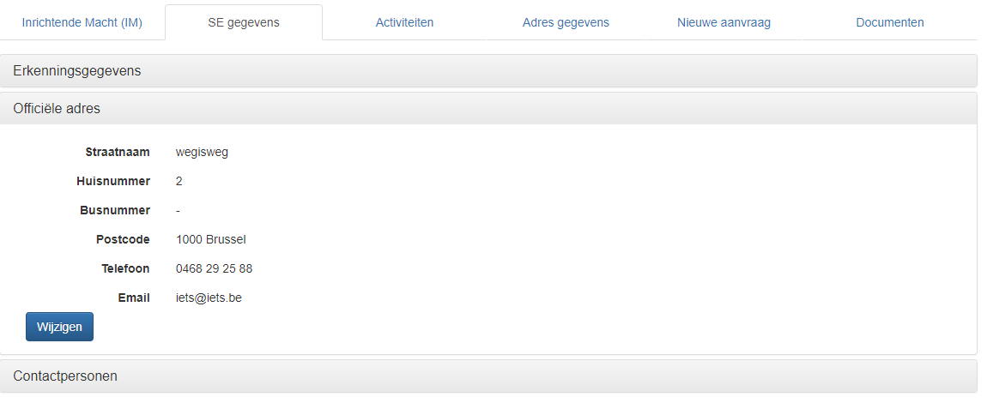 Inrichtende Macht (IM) SE gegevens Activiteiten Adres gegevens Nieuwe aanvraag Documenten
Erkenningsgegevens
Officiële adres
Straatnaam wegisweg
Huisnummer 2
Busnummer -
Postcode 1000 Brussel
Telefoon 0468 29 25 88
Email iets@iets.be
Wijzigen
Contactpersonen